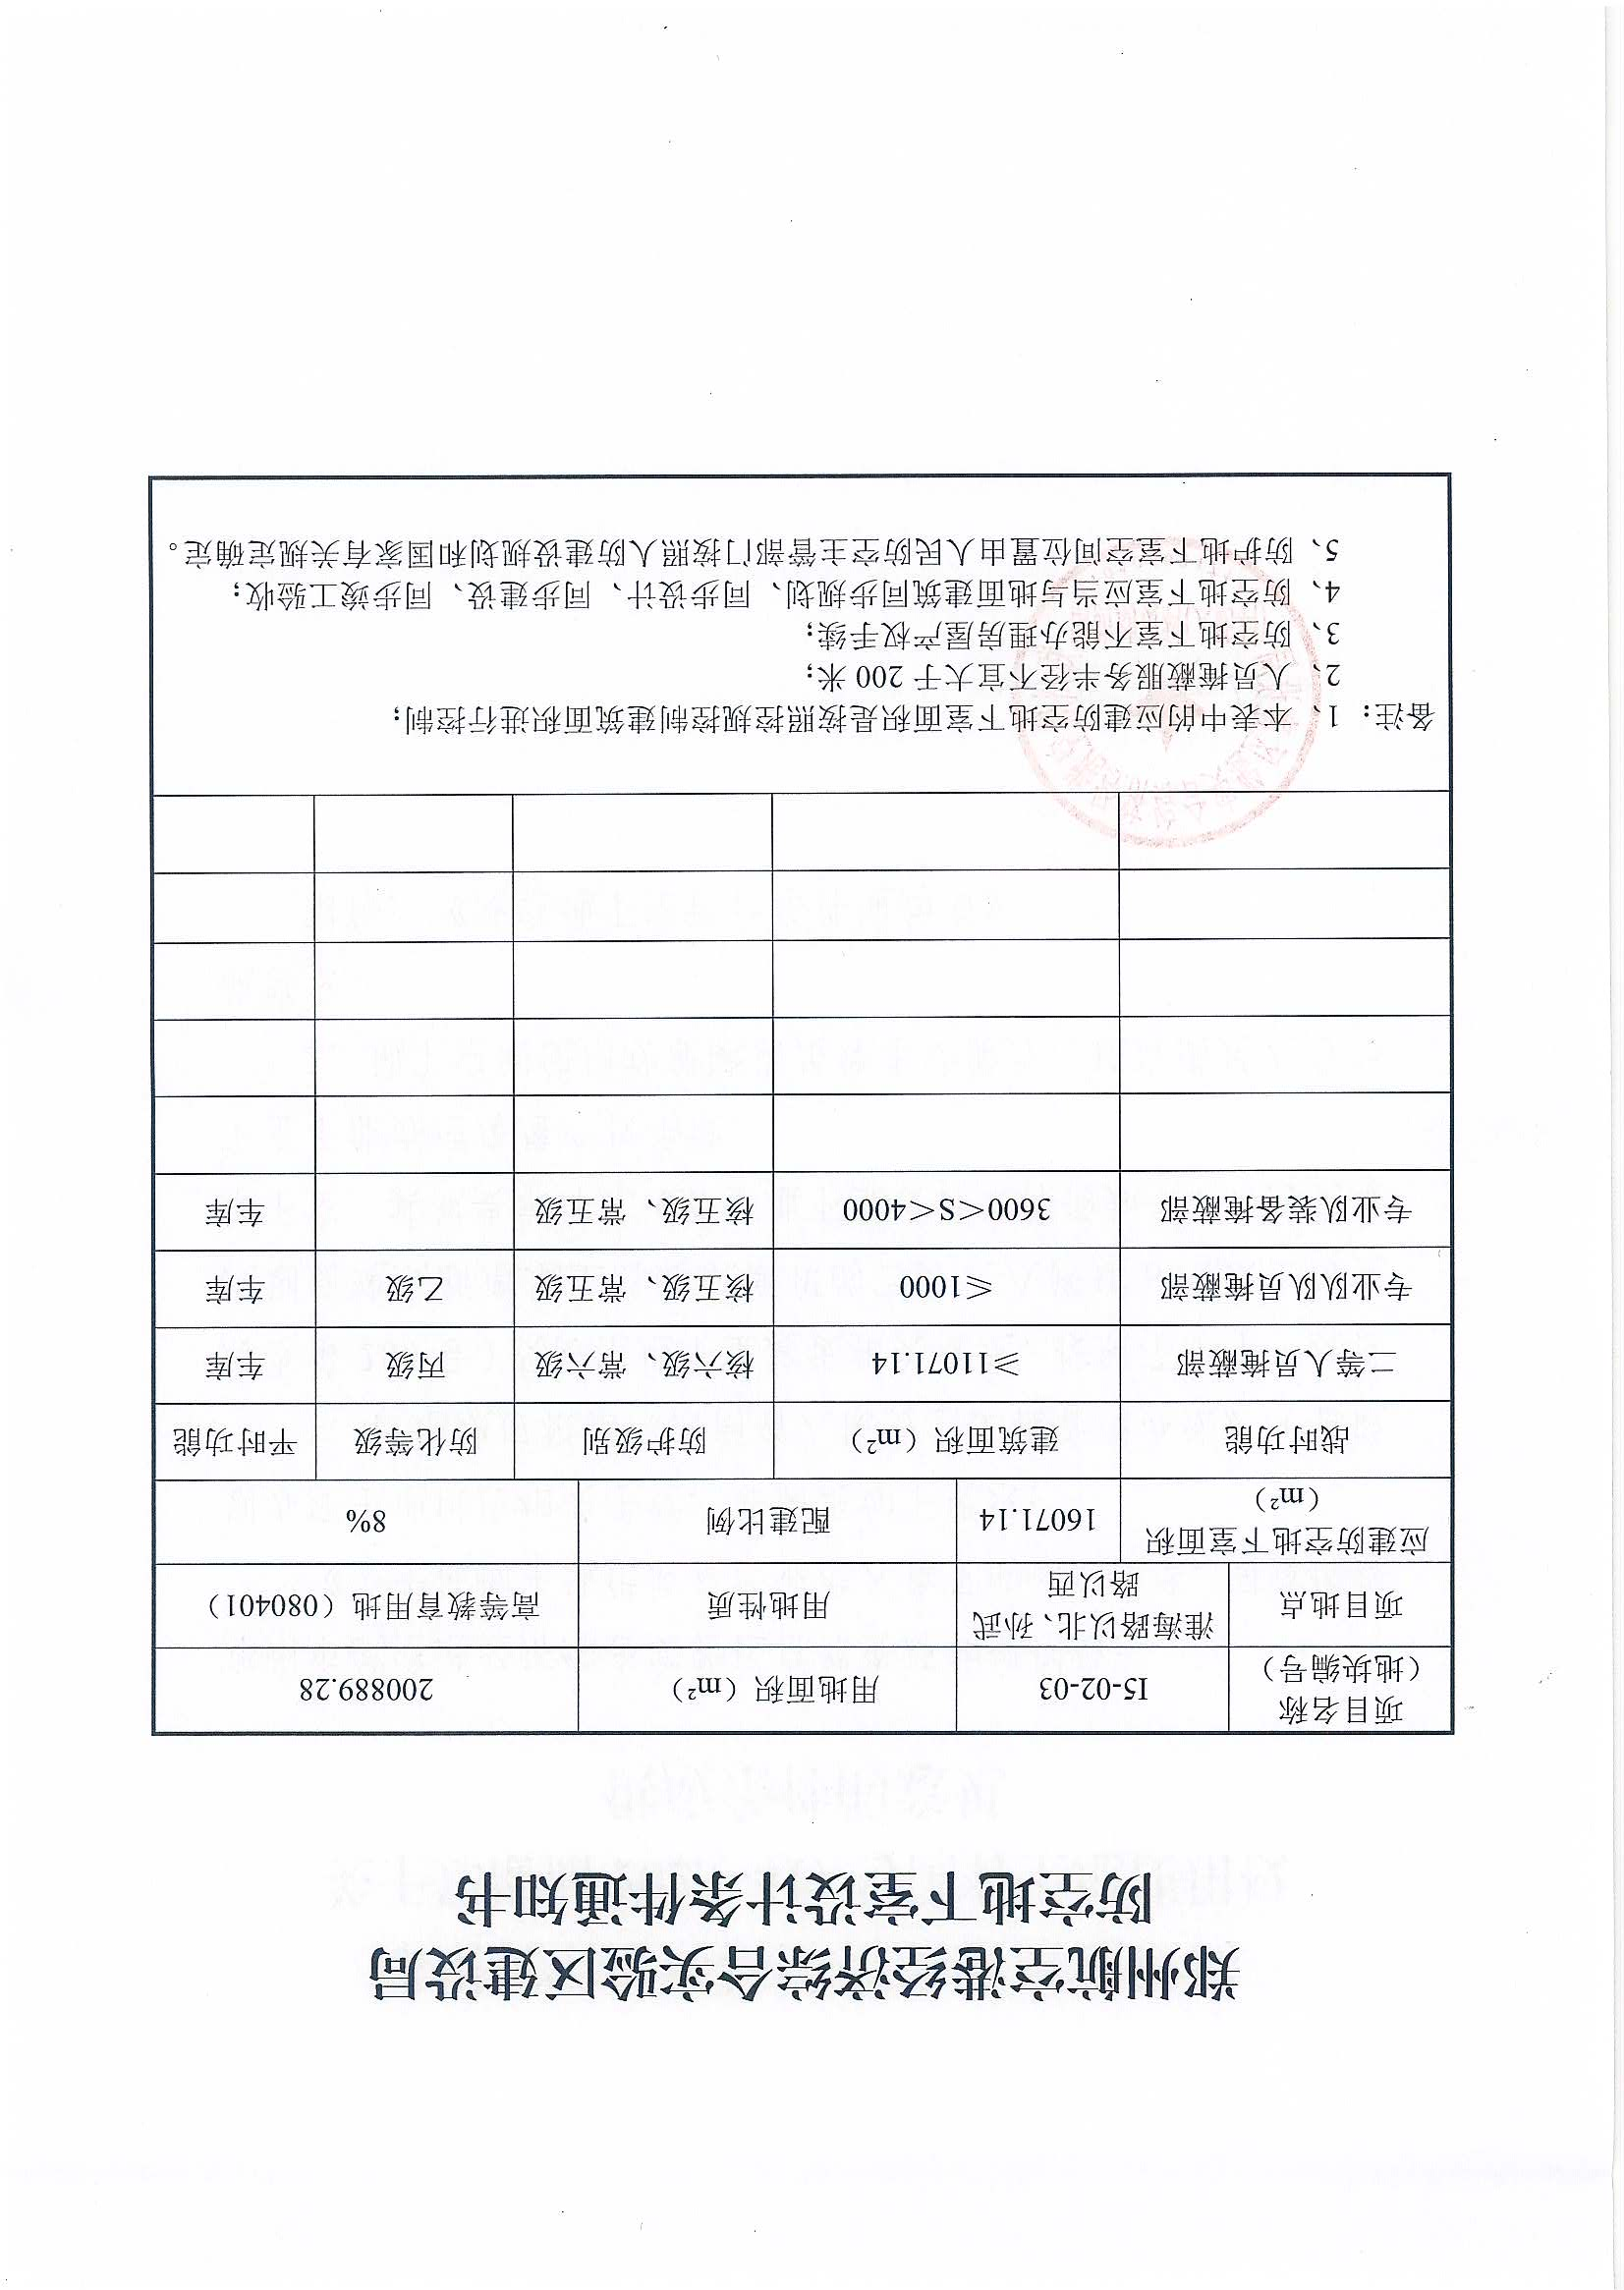 郑州航空港经济综合实验区建设局
防空地下室设计条件通知书
项目名称
（地块编号）
I5-02-03
用地面积（m²）
200889.28
项目地点
淮海路以北、孙武
路以西
用地性质
高等教育用地（080401）
应建防空地下室面积
（m²）
16071.14
配建比例
8%
战时功能
建筑面积（m²）
防护级别
防化等级
平时功能
二等人员掩蔽部
≥11071.14
核六级、常六级
丙级
车库
专业队队员掩蔽部
≤1000
核五级、常五级
乙级
车库
专业队装备掩蔽部
3600＜S＜4000
核五级、常五级
车库
备注：1、本表中的应建防空地下室面积是按照控规控制建筑面积进行控制；
2、人员掩蔽服务半径不宜大于 200 米；
3、防空地下室不能办理房屋产权手续；
4、防空地下室应当与地面建筑同步规划、同步设计、同步建设、同步竣工验收；
5、防护地下室空间位置由人民防空主管部门按照人防建设规划和国家有关规定确定。